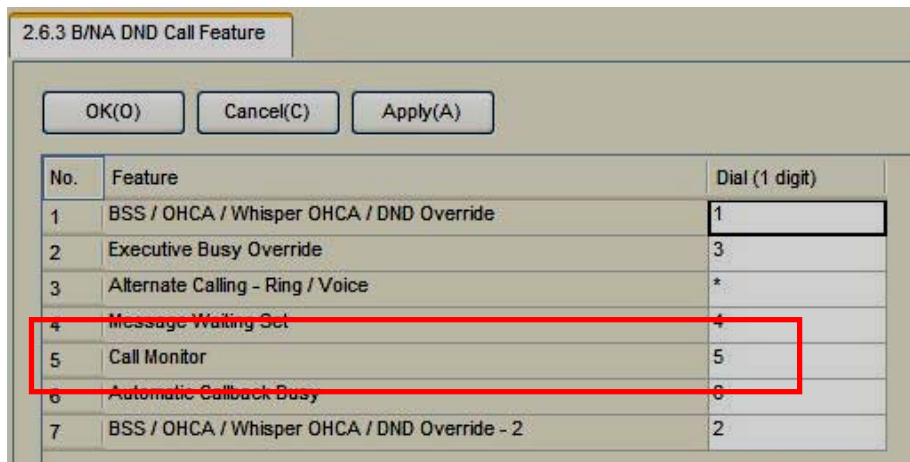 2.6.3 B/NA DND Call Feature
OK(O) Cancel(C) Apply(A)
No. Feature Dial (1 digit)
1 BSS / OHCA / Whisper OHCA / DND Override 1
2 Executive Busy Override 3
3 Alternate Calling - Ring / Voice *
4 Message Waiting Set 4
5 Call Monitor 5
6 Automatic Callback Busy 6
7 BSS / OHCA / Whisper OHCA / DND Override - 2 2